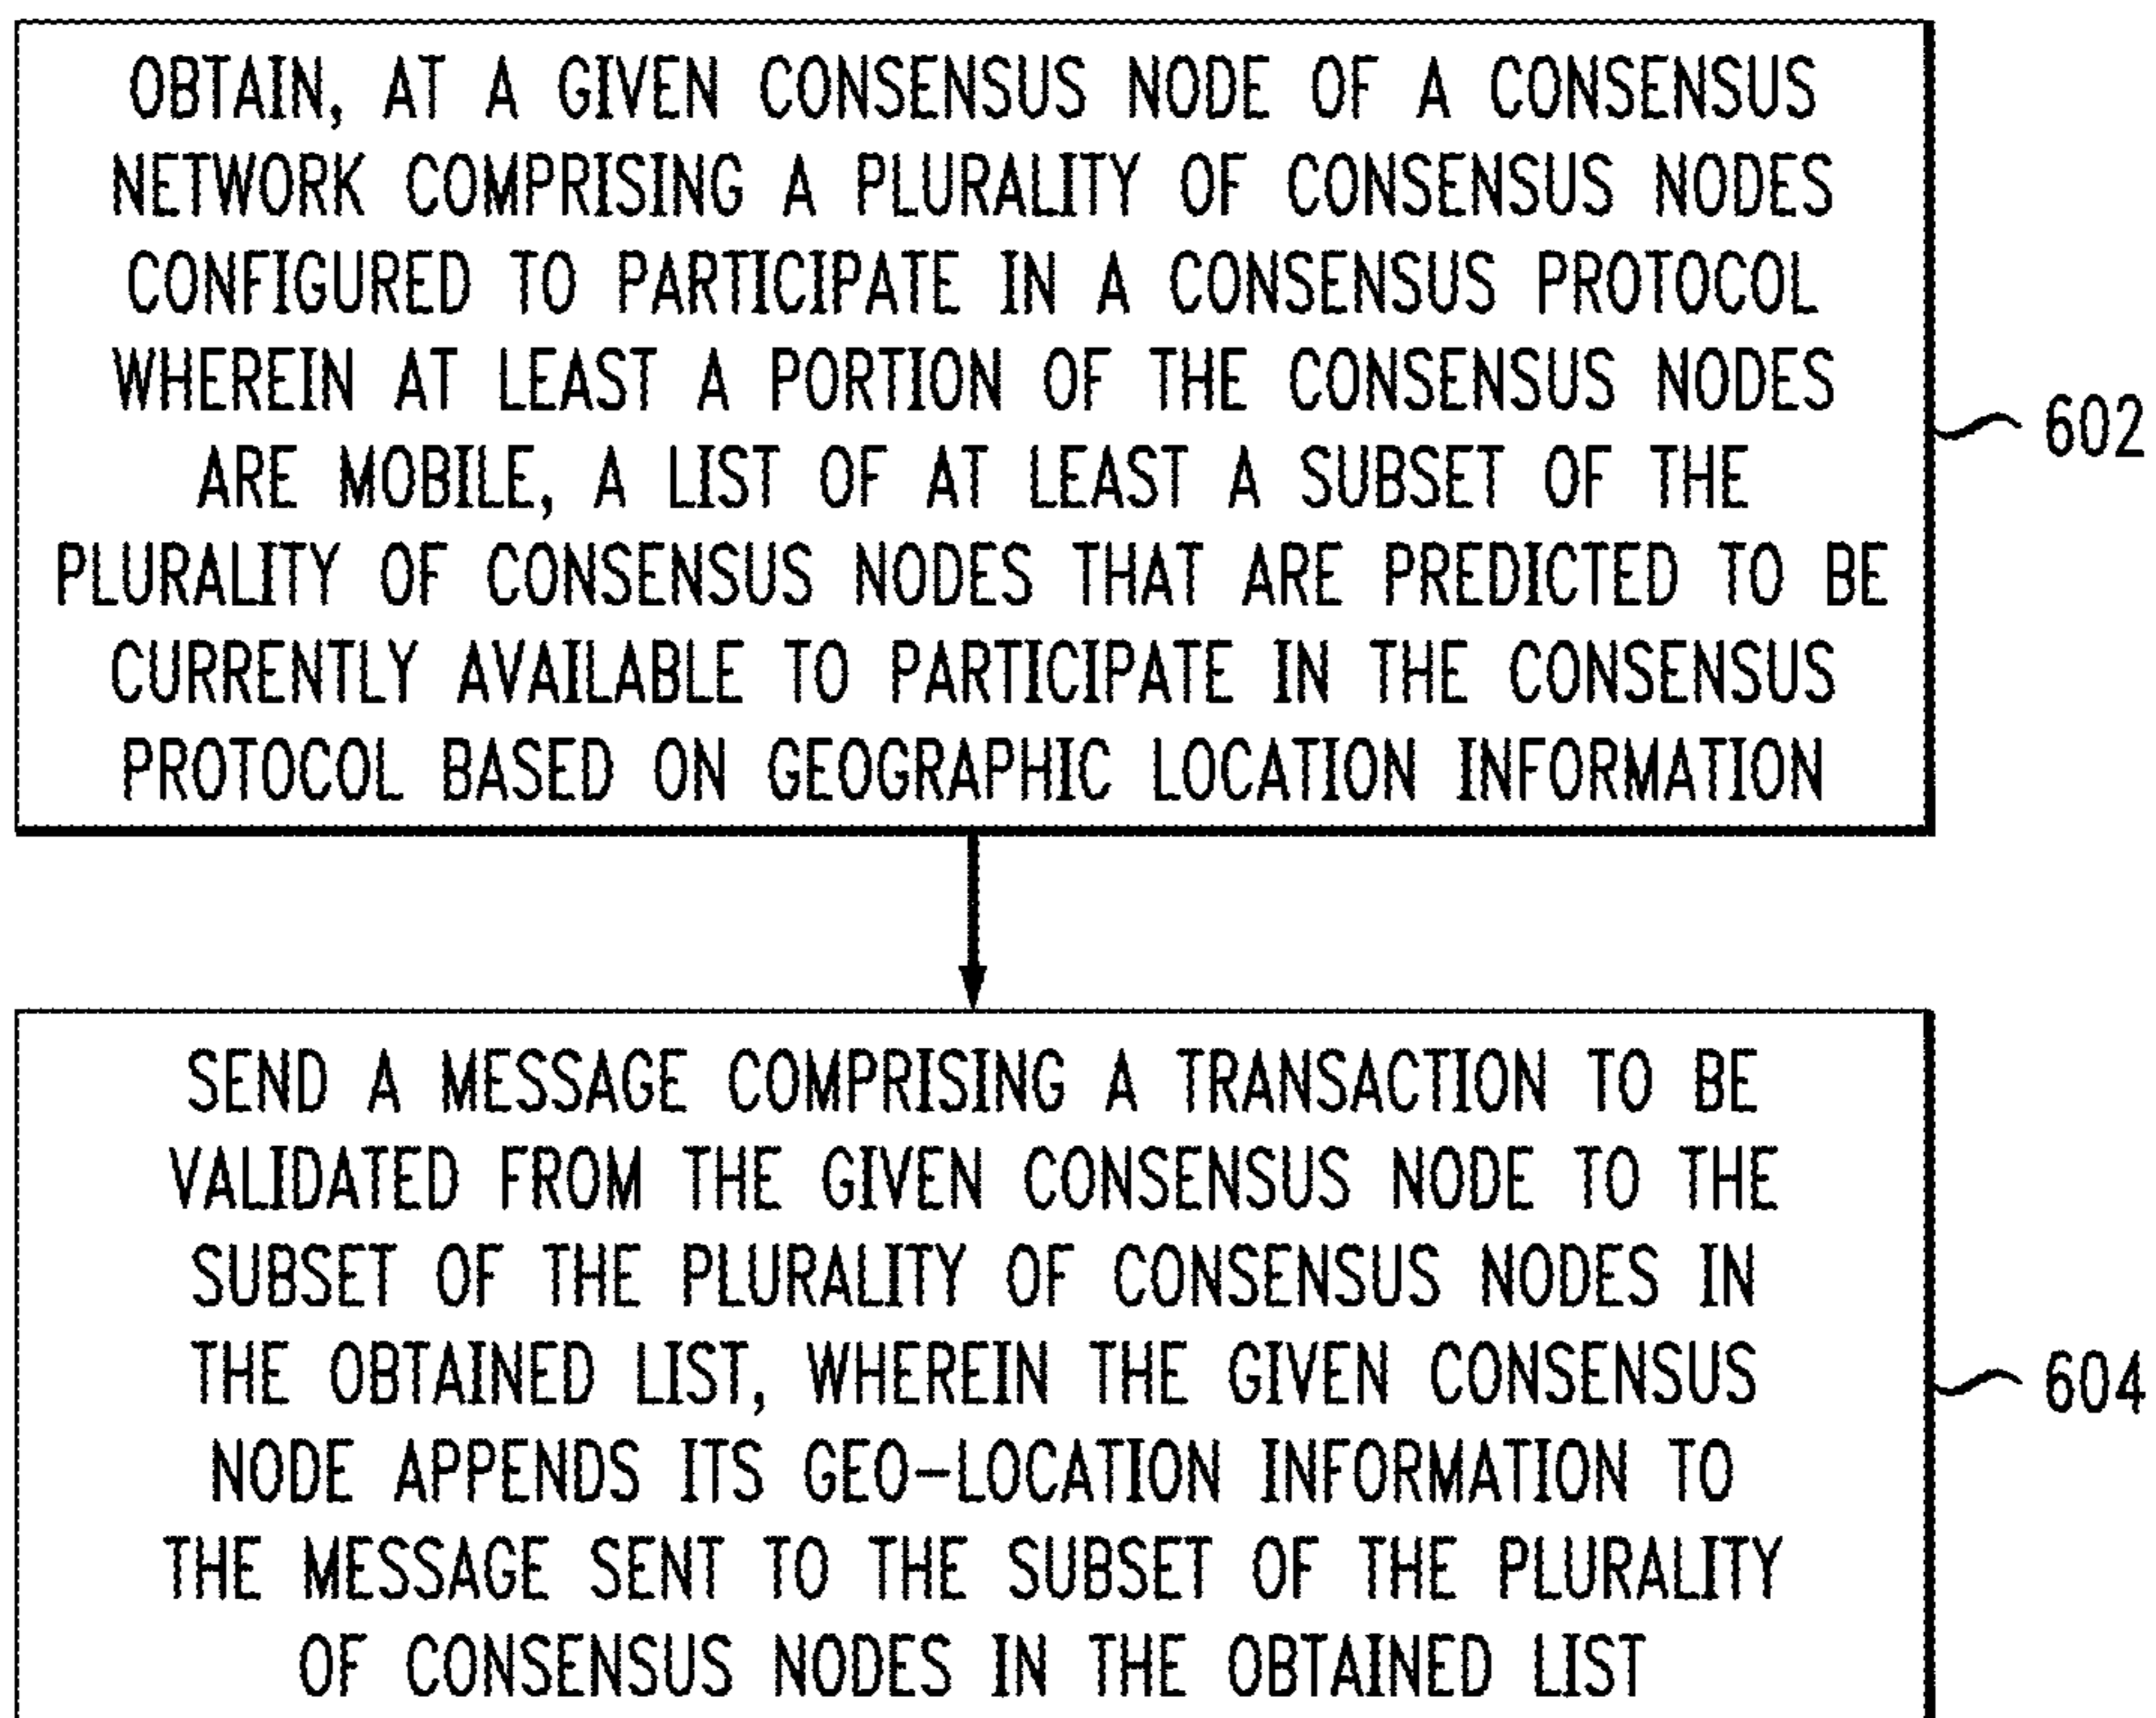 OBTAIN, AT A GIVEN CONSENSUS NODE OF A CONSENSUS
NETWORK COMPRISING A PLURALITY OF CONSENSUS NODES
CONFIGURED TO PARTICIPATE IN A CONSENSUS PROTOCOL
WHEREIN AT LEAST A PORTION OF THE CONSENSUS NODES
ARE MOBILE, A LIST OF AT LEAST A SUBSET OF THE
PLURALITY OF CONSENSUS NODES THAT ARE PREDICTED TO BE
CURRENTLY AVAILABLE TO PARTICIPATE IN THE CONSENSUS
PROTOCOL BASED ON GEOGRAPHIC LOCATION INFORMATION
602
SEND A MESSAGE COMPRISING A TRANSACTION TO BE
VALIDATED FROM THE GIVEN CONSENSUS NODE TO THE
SUBSET OF THE PLURALITY OF CONSENSUS NODES IN
THE OBTAINED LIST, WHEREIN THE GIVEN CONSENSUS
NODE APPENDS ITS GEO-LOCATION INFORMATION TO
THE MESSAGE SENT TO THE SUBSET OF THE PLURALITY
OF CONSENSUS NODES IN THE OBTAINED LIST
604